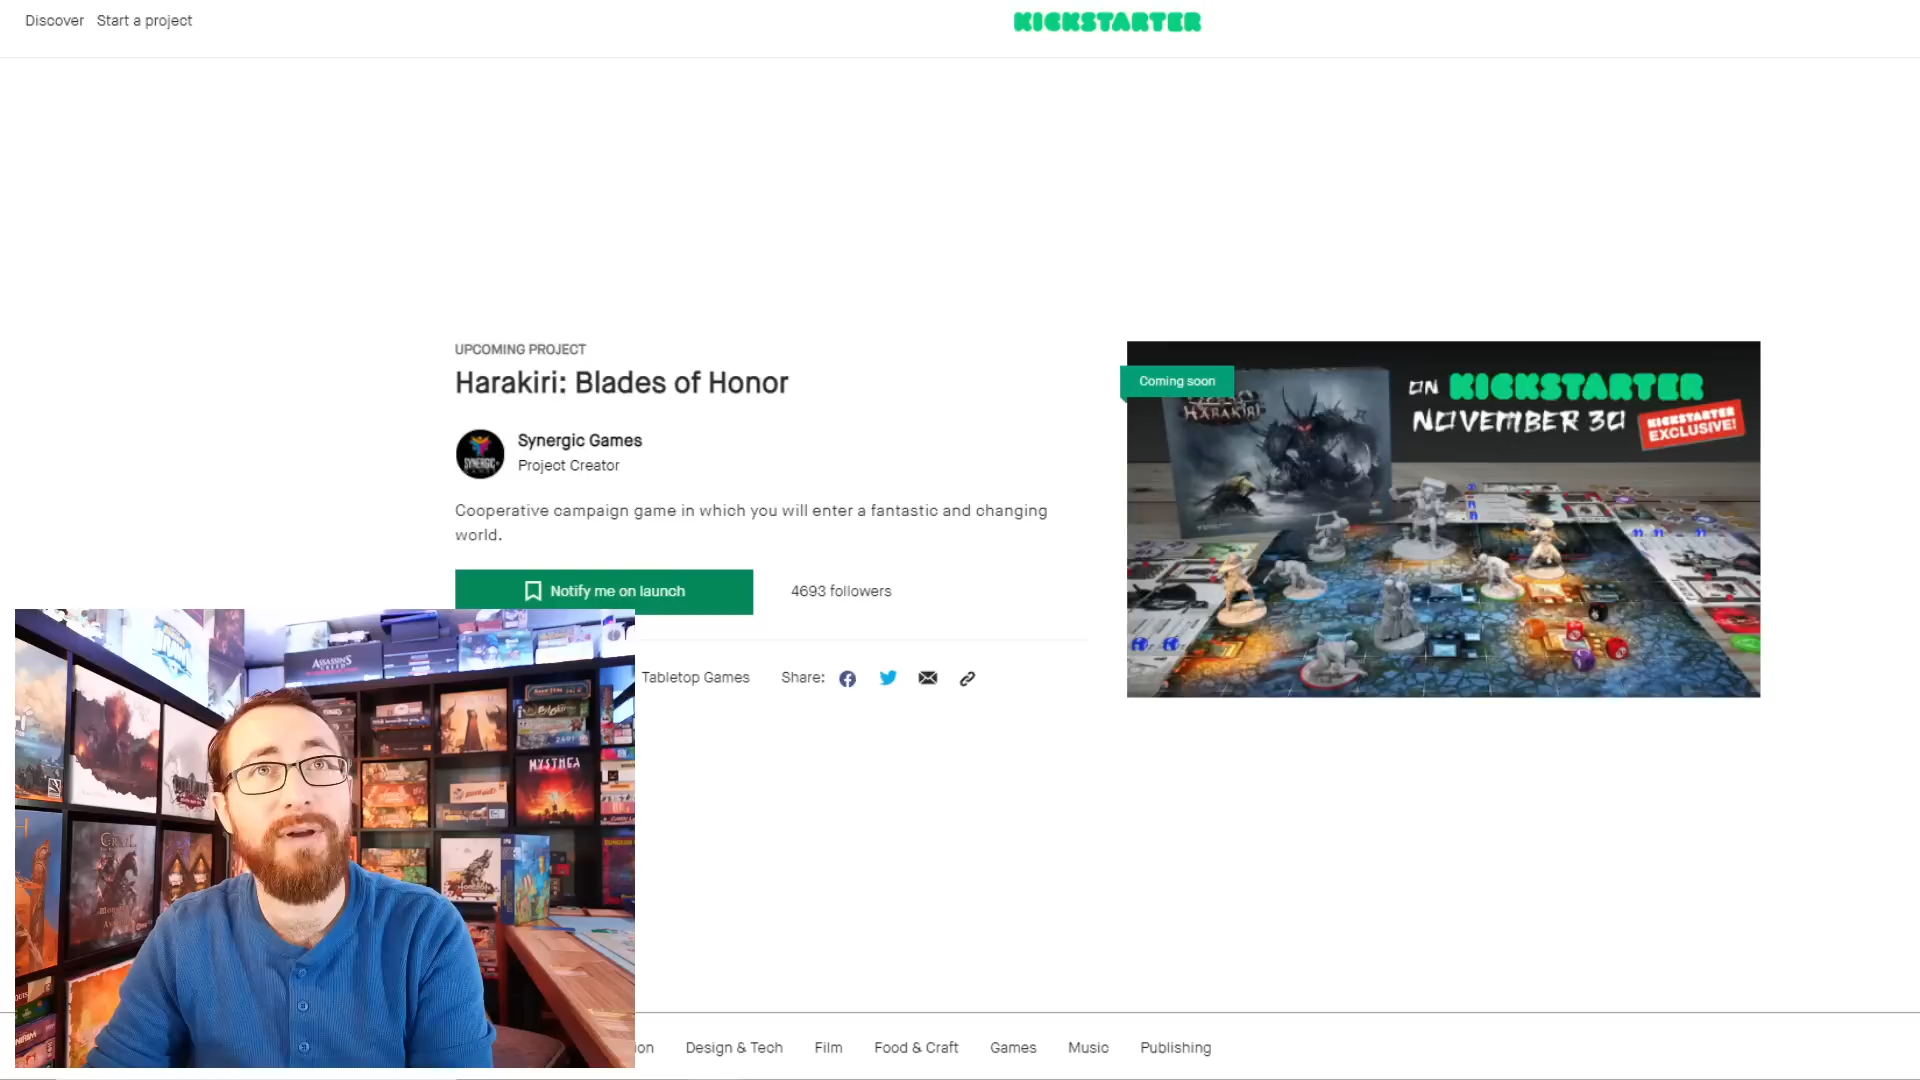 Discover Start a project
KICKSTARTER
UPCOMING PROJECT
Harakiri: Blades of Honor
Synergic Games
Project Creator
SYNERGIC
Cooperative campaign game in which you will enter a fantastic and changing
world.
Notify me on launch
4693 followers
Tabletop Games
Share:
Coming soon
HARAKIRI
ON KICKSTARTER
NOVEMBER 30
KICKSTARTER
EXCLUSIVE!
ASSASSIN'S
MYSTHEA
Design & Tech
Film
Food & Craft
Games
Music
Publishing